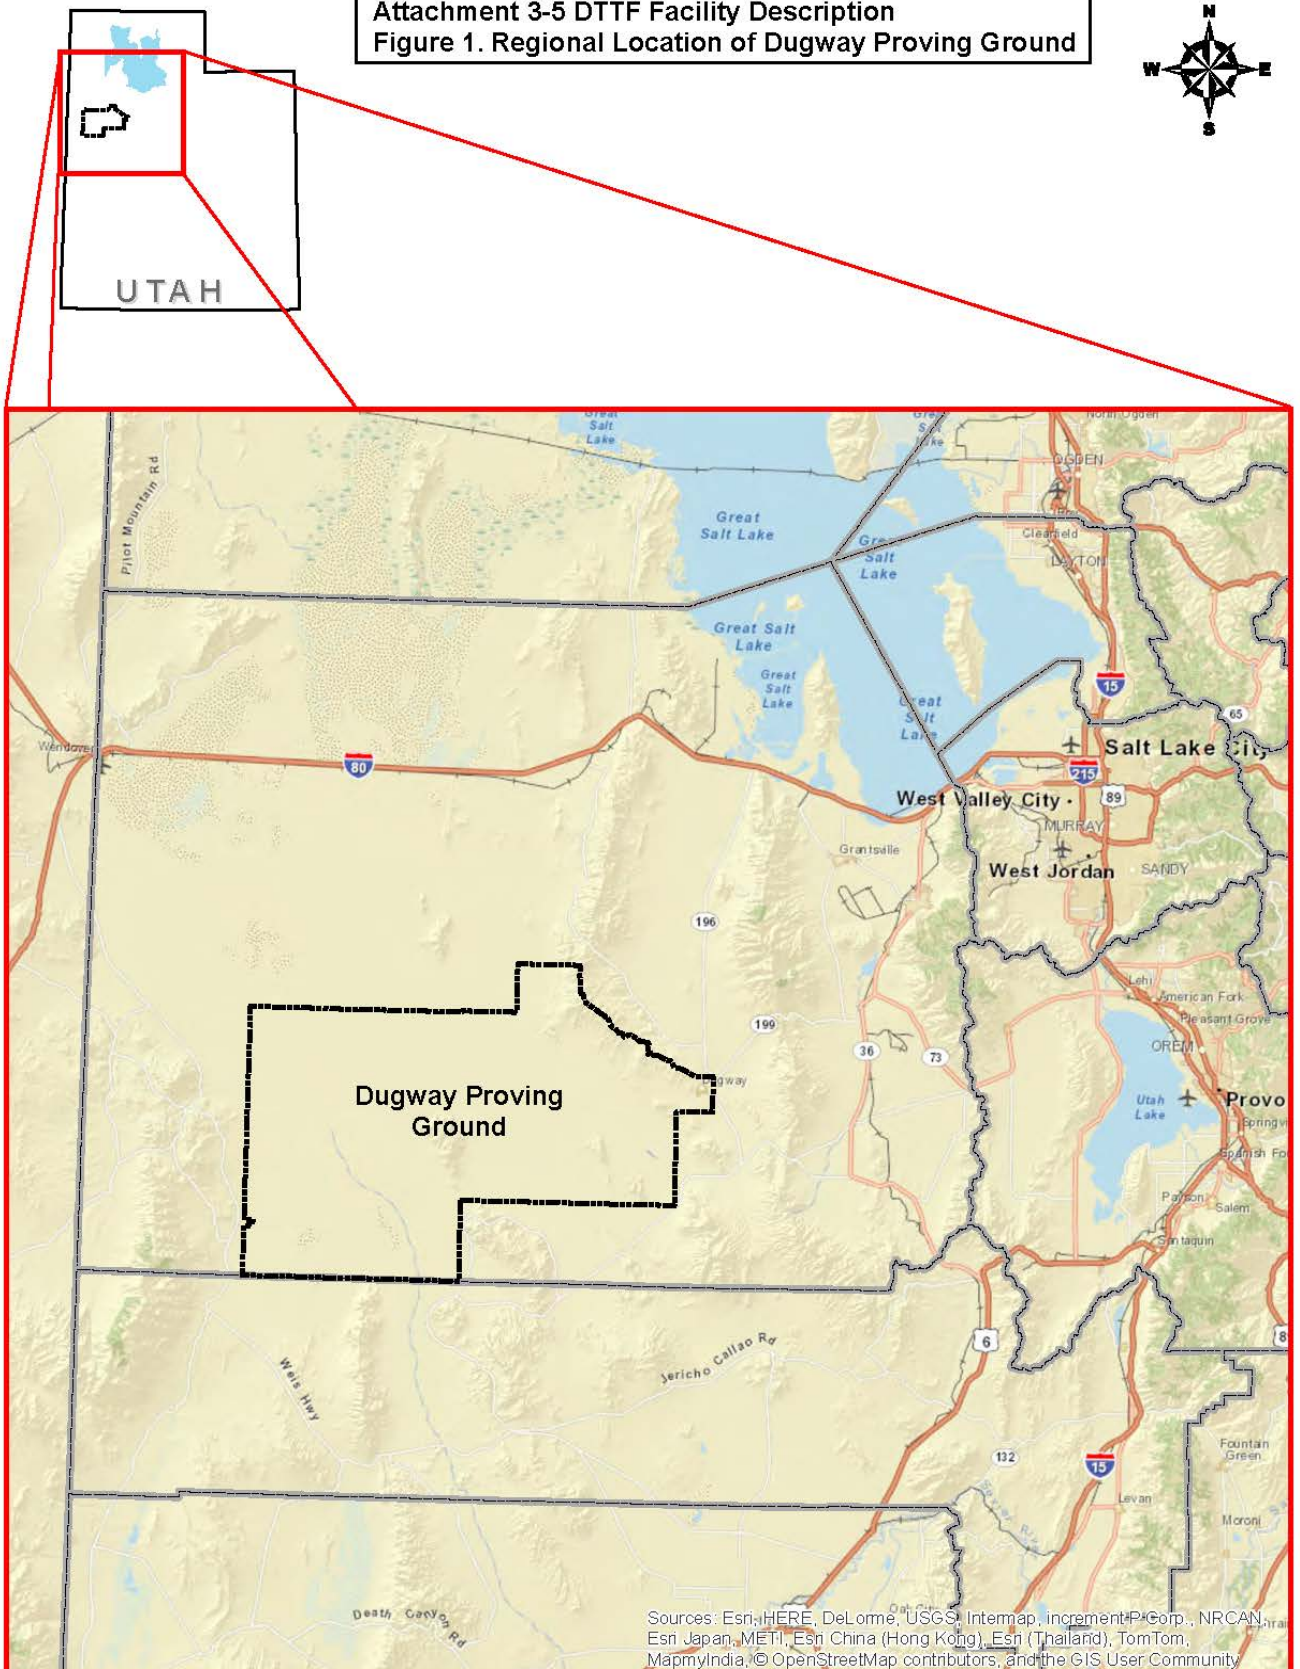 Attachment 3-5 DTTF Facility Description
Figure 1. Regional Location of Dugway Proving Ground
N
W
E
S
UTAH
Great
Salt
Lake
Great
North Ogden
OGDEN
Pilot Mountain Rd
Great
Salt Lake
Clearfield
LAYTON
Salt
Lake
Great Salt
Lake
Great
Salt
Lake
15
65
Wendover
80
Salt Lake City
215
West Valley City
89
MURRAY
Grantsville
West Jordan
SANDY
196
Lehi
American Fork
Pleasant Grove
199
OREM
36
73
Dugway
Dugway Proving
Ground
Utah
Lake
Provo
Payson
Salem
Santaquin
6
8
Jericho Callao Rd
Weis Hwy
132
15
Fountain
Green
Levan
Moroni
Death Canyon
Rd
Sources: Esri, HERE, DeLorme, USGS, Intermap, increment P Corp., NRCAN,
Esri Japan, METI, Esri China (Hong Kong), Esri (Thailand), TomTom,
MapmyIndia, © OpenStreetMap contributors, and the GIS User Community